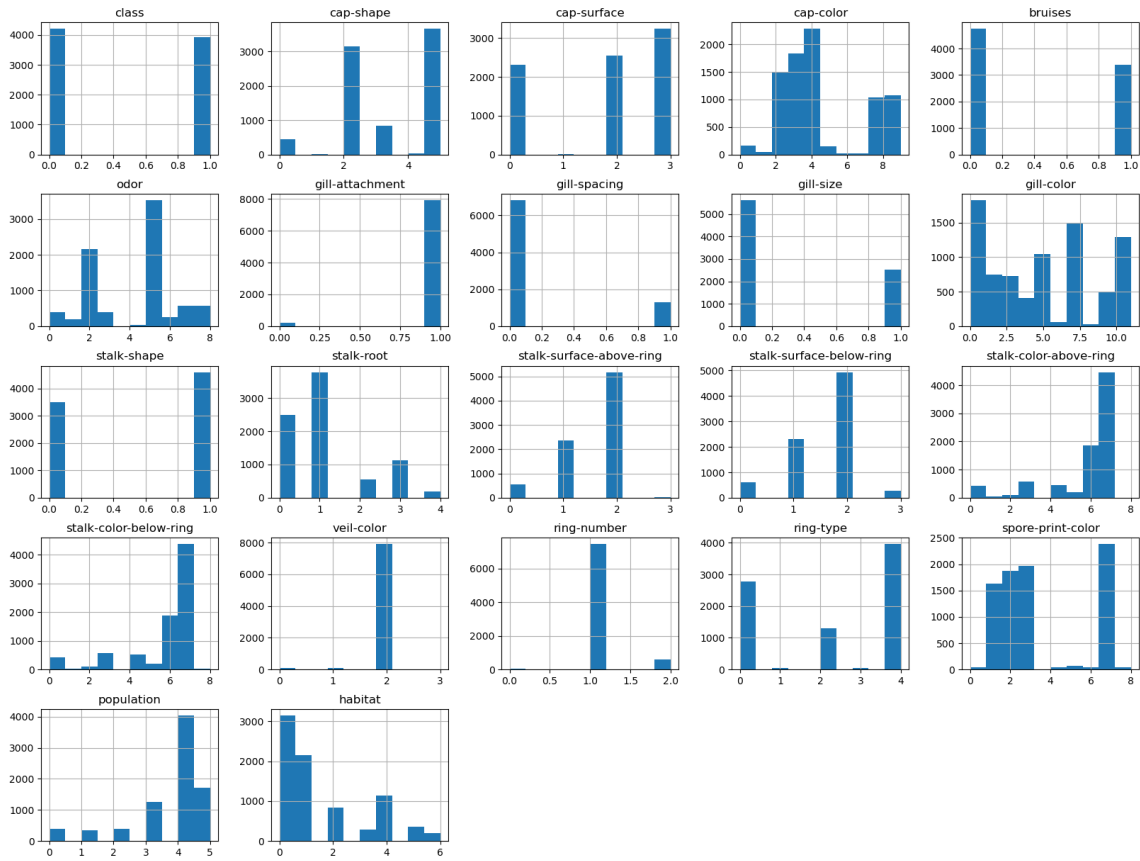 class cap-shape cap-surface cap-color bruises
4000 3000 2000 1000 0
0.0 0.2 0.4 0.6 0.8 1.0
3000 2000 1000 0
0 2 4
3000 2000 1000 0
0 1 2 3
2000 1500 1000 500 0
0 2 4 6 8
4000 3000 2000 1000 0
0.0 0.2 0.4 0.6 0.8 1.0
odor gill-attachment gill-spacing gill-size gill-color
3000 2000 1000 0
0 2 4 6 8
8000 6000 4000 2000 0
0.00 0.25 0.50 0.75 1.00
6000 4000 2000 0
0.0 0.2 0.4 0.6 0.8 1.0
5000 4000 3000 2000 1000 0
0.0 0.2 0.4 0.6 0.8 1.0
1500 1000 500 0
0.0 2.5 5.0 7.5 10.0
stalk-shape stalk-root stalk-surface-above-ring stalk-surface-below-ring stalk-color-above-ring
4000 3000 2000 1000 0
0.0 0.2 0.4 0.6 0.8 1.0
3000 2000 1000 0
0 1 2 3 4
5000 4000 3000 2000 1000 0
0 1 2 3
5000 4000 3000 2000 1000 0
0 1 2 3
4000 3000 2000 1000 0
0 2 4 6 8
stalk-color-below-ring veil-color ring-number ring-type spore-print-color
4000 3000 2000 1000 0
0 2 4 6 8
8000 6000 4000 2000 0
0 1 2 3
6000 4000 2000 0
0.0 0.5 1.0 1.5 2.0
4000 3000 2000 1000 0
0 1 2 3 4
2500 2000 1500 1000 500 0
0 2 4 6 8
population habitat
4000 3000 2000 1000 0
0 1 2 3 4 5
3000 2000 1000 0
0 2 4 6